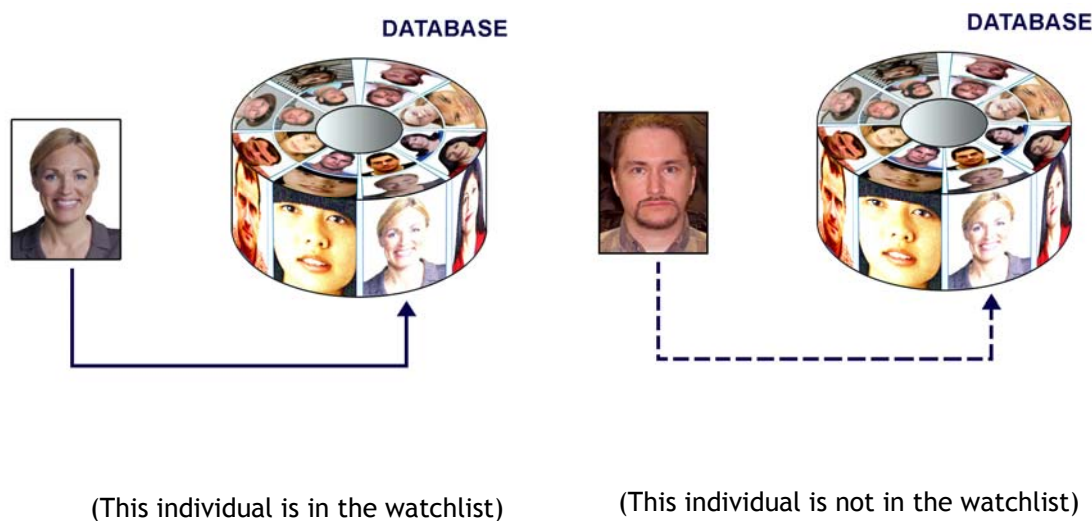 DATABASE
DATABASE
(This individual is in the watchlist)
(This individual is not in the watchlist)